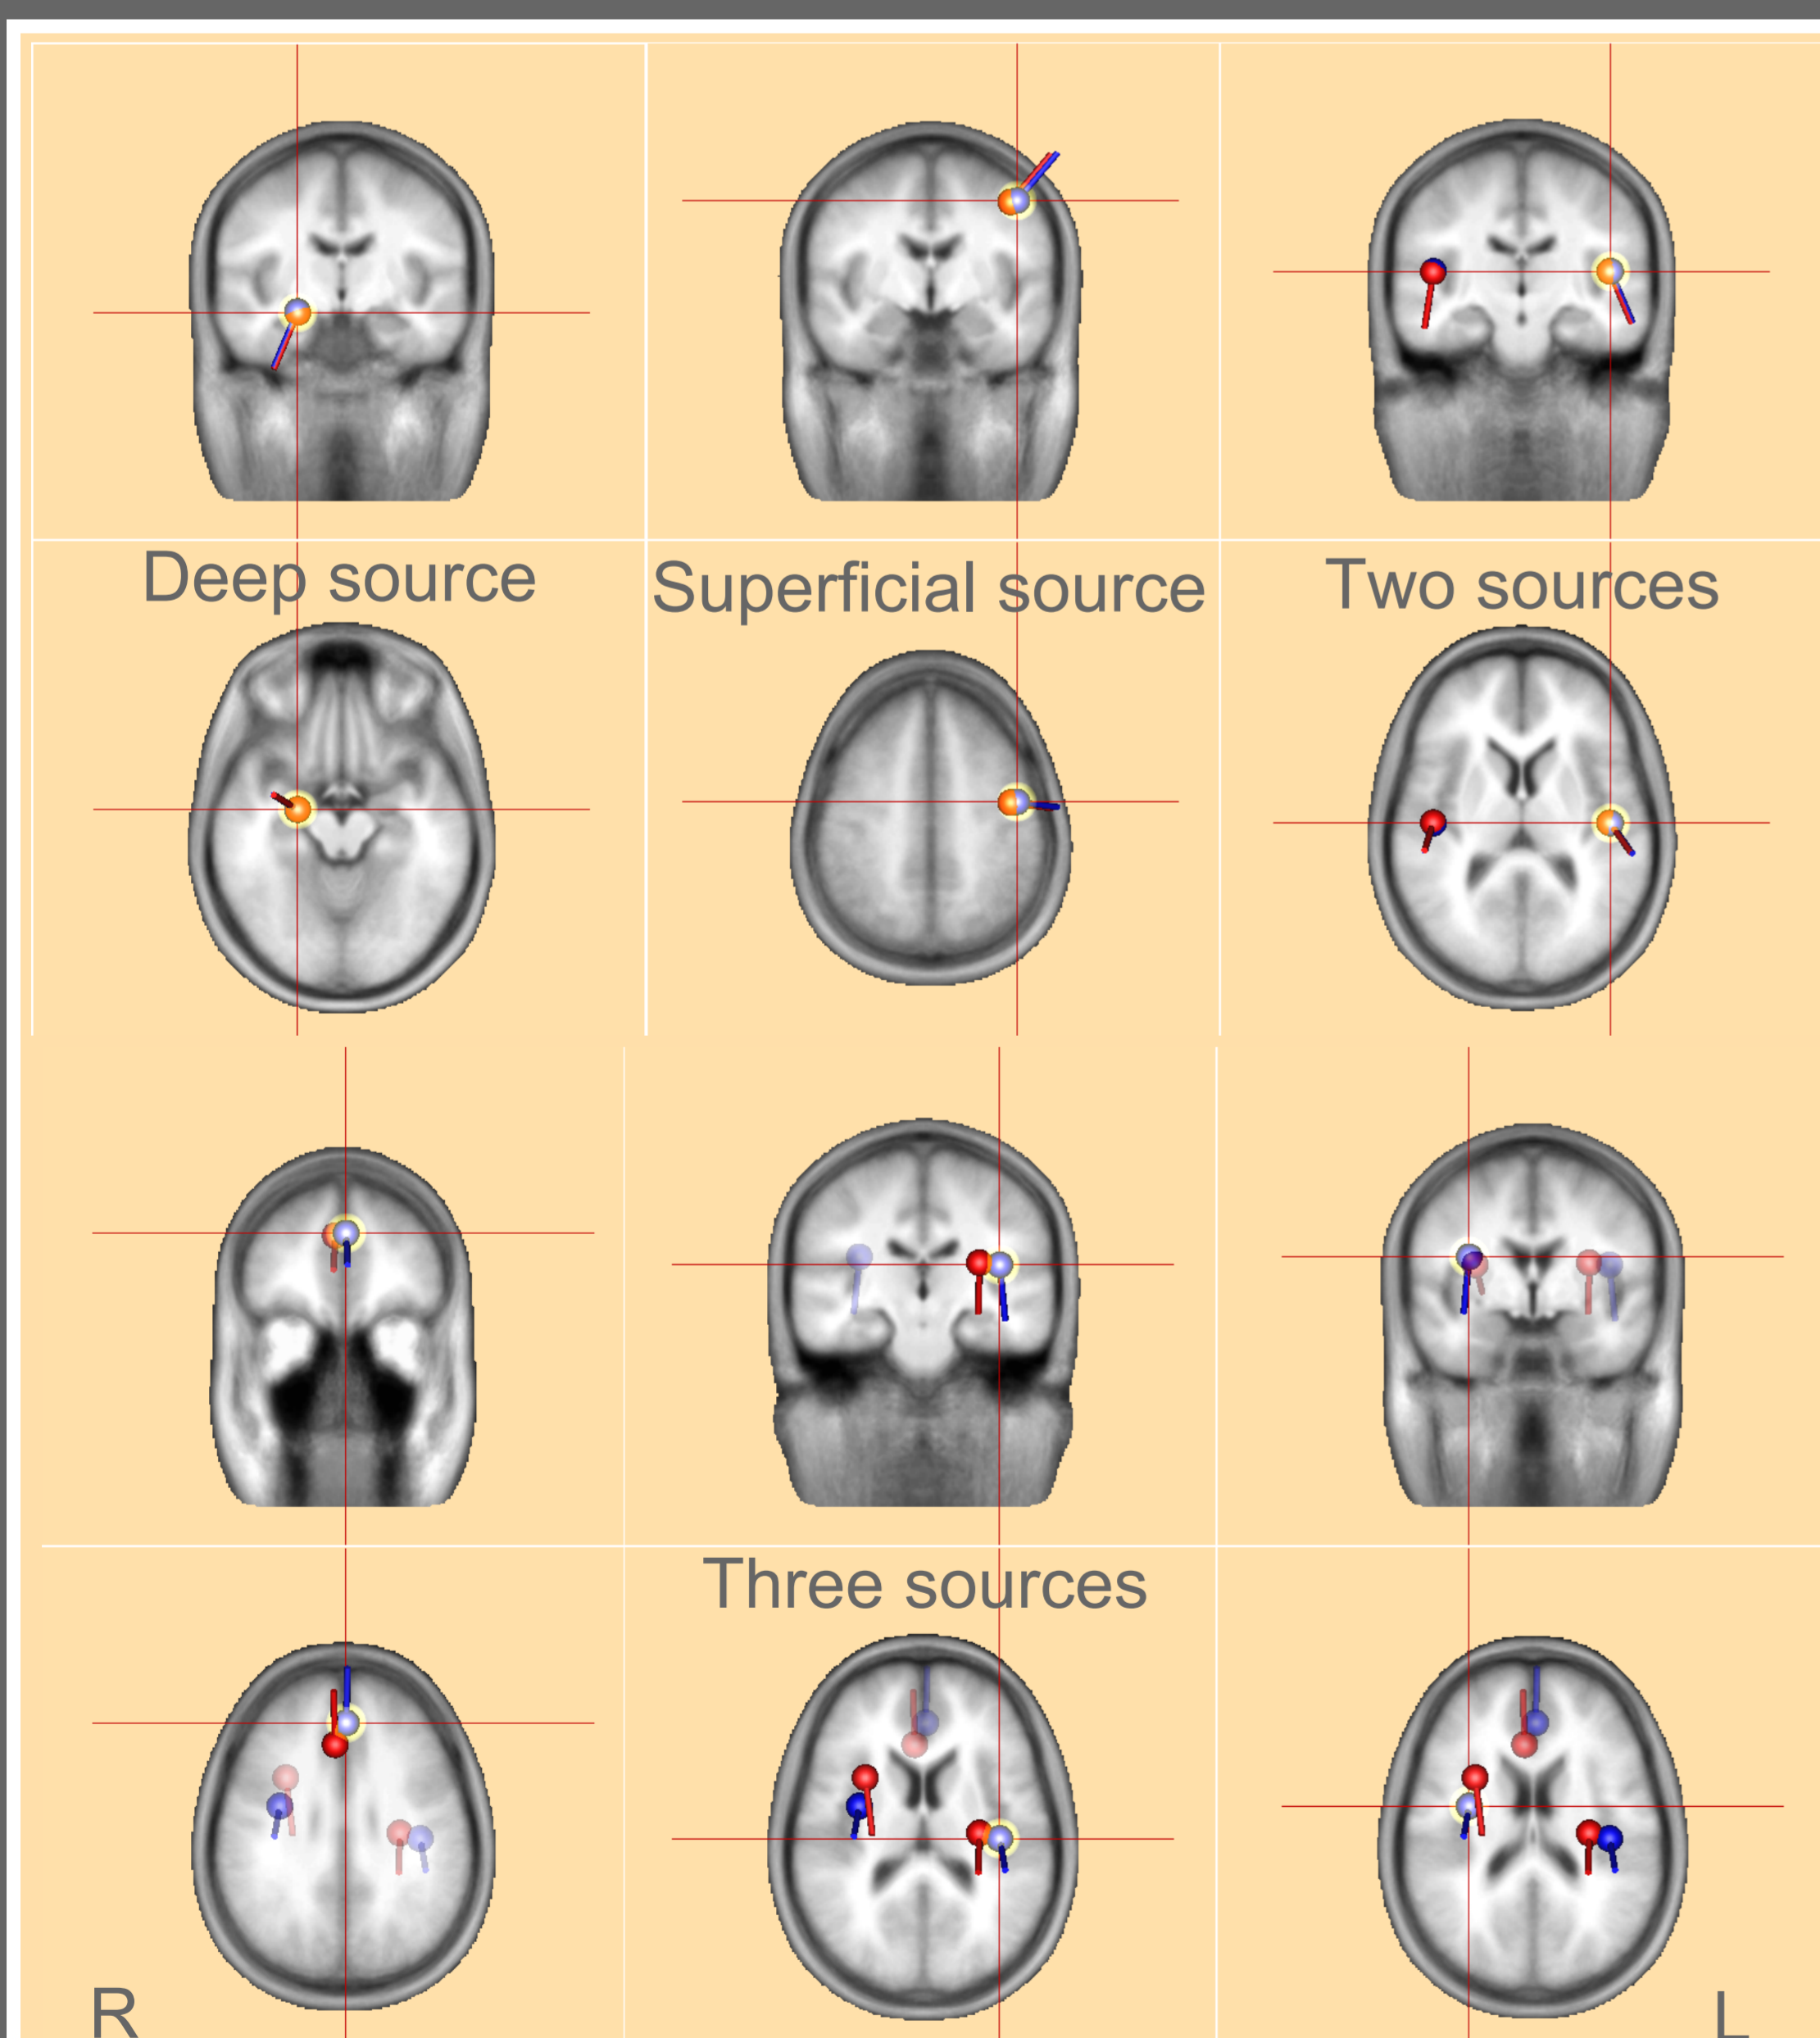 Deep source
Superficial source
Two sources
Three sources
R
L